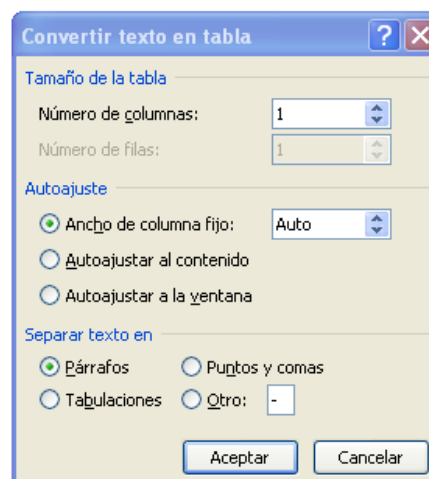 Convertir texto en tabla ?
Tamaño de la tabla
Número de columnas: 1
Número de filas: 1
Autoajuste
Ancho de columna fijo: Auto
Autoajustar al contenido
Autoajustar a la ventana
Separar texto en
Párrafos Puntos y comas
Tabulaciones Otro: -
Aceptar Cancelar